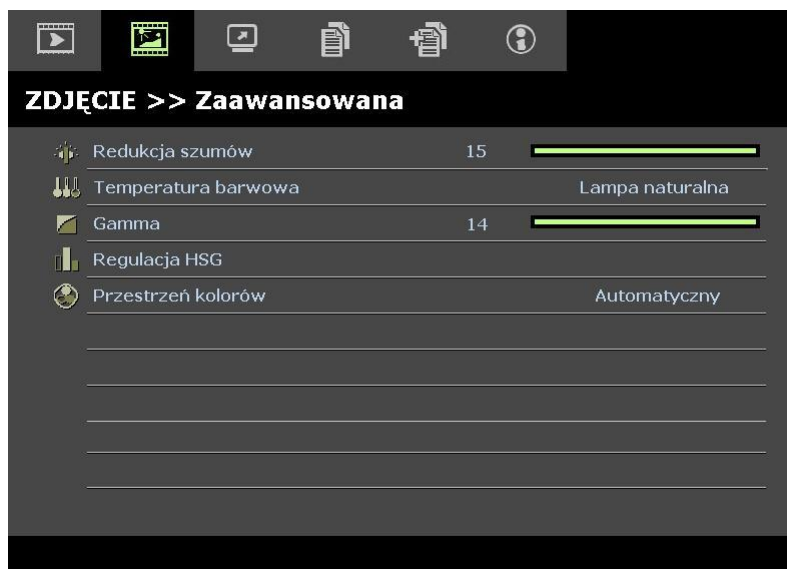 ZDJĘCIE >> Zaawansowana
Redukcja szumów 15
Temperatura barwowa Lampa naturalna
Gamma 14
Regulacja HSG
Przestrzeń kolorów Automatyczny